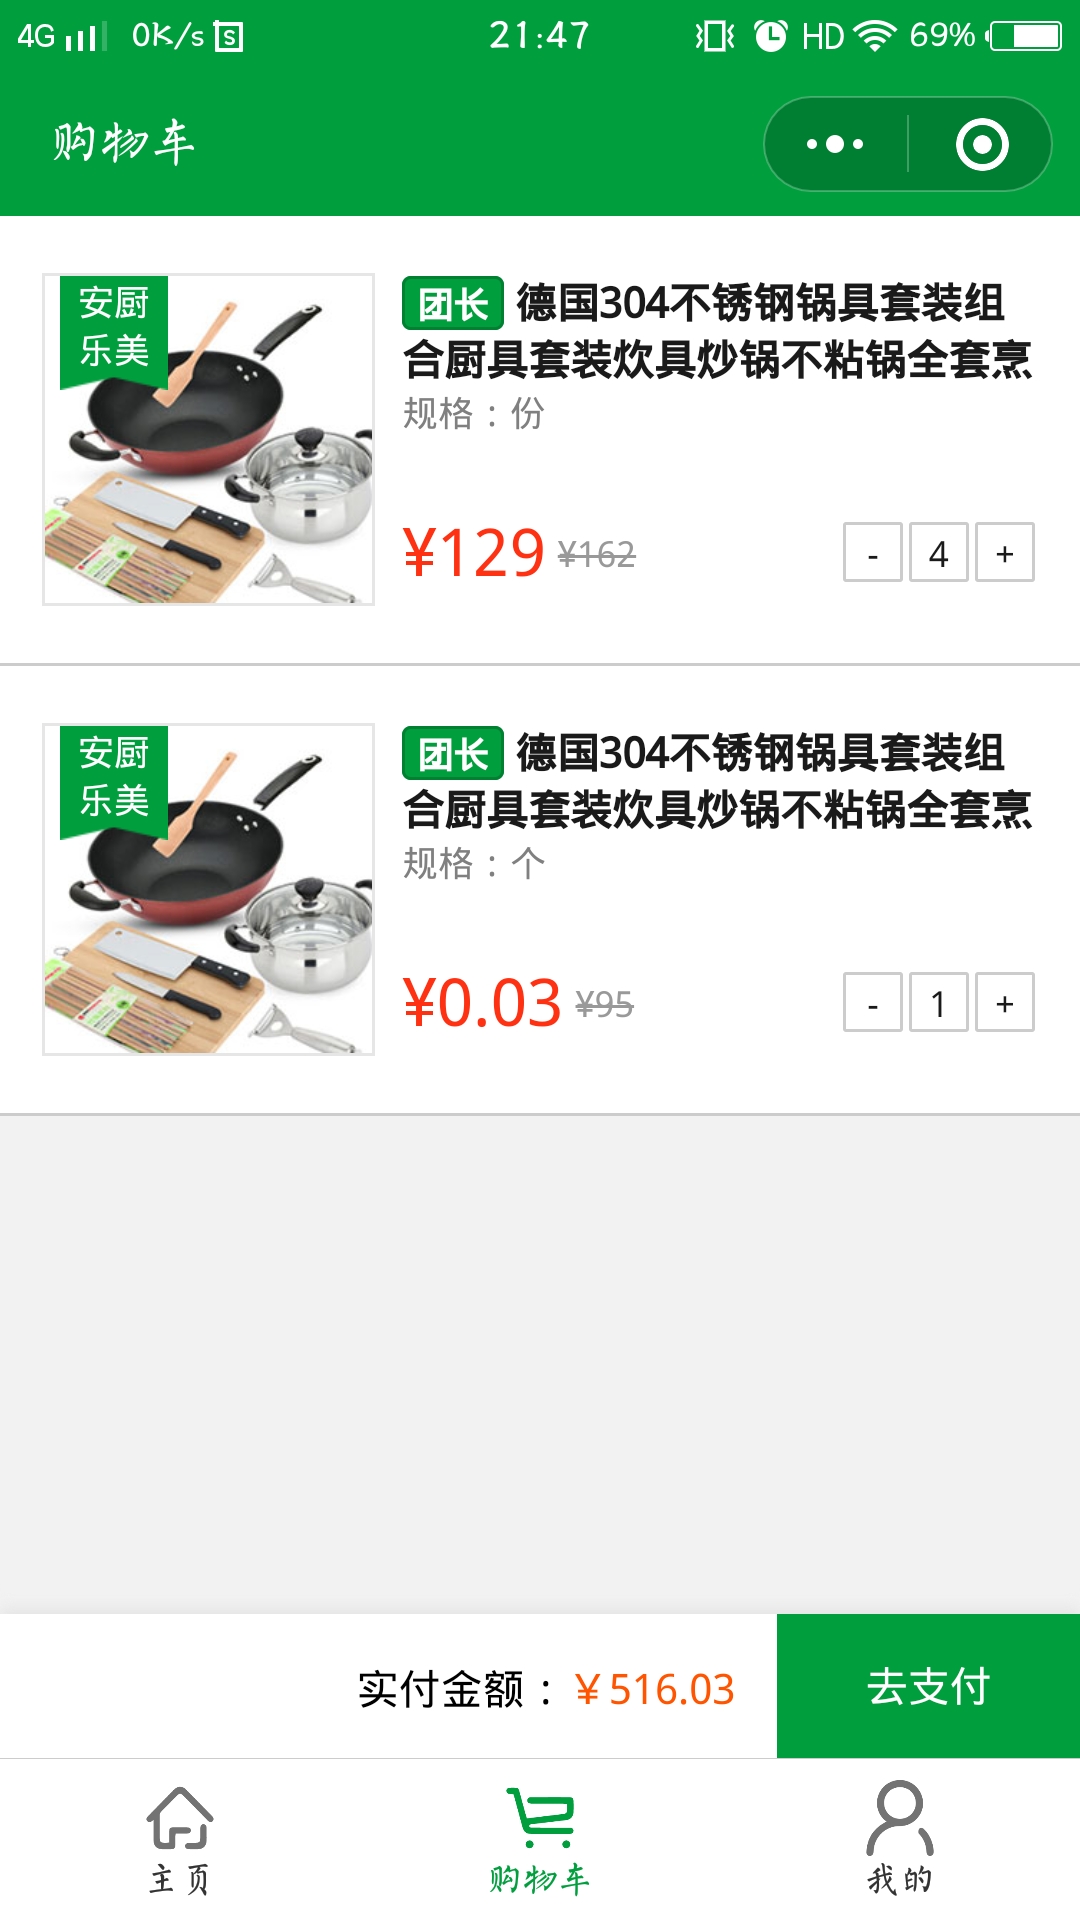 4G 0K/s 21:47 HD 69%
购物车
安厨
乐美
团长 德国304不锈钢锅具套装组
合厨具套装炊具炒锅不粘锅全套烹
规格：份
¥129 ¥162 - 4 +
安厨
乐美
团长 德国304不锈钢锅具套装组
合厨具套装炊具炒锅不粘锅全套烹
规格：个
¥0.03 ¥95 - 1 +
实付金额：￥516.03 去支付
主页 购物车 我的